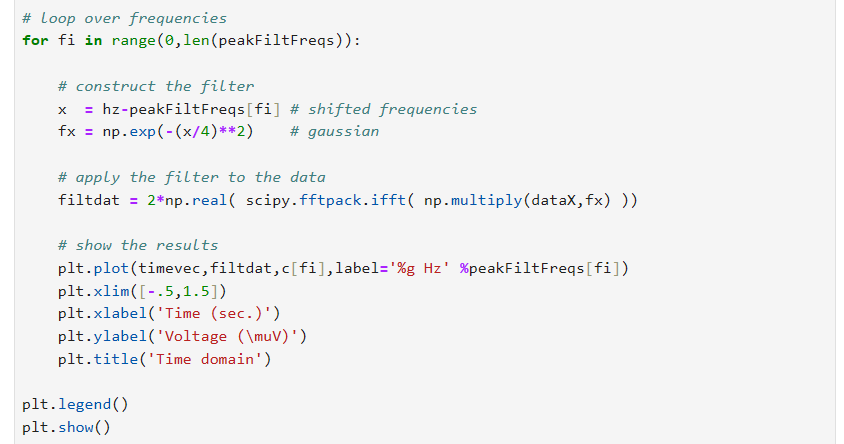 # loop over frequencies
for fi in range(0,len(peakFiltFreqs)):
# construct the filter
x  = hz-peakFiltFreqs[fi] # shifted frequencies
fx = np.exp(-(x/4)**2)    # gaussian
# apply the filter to the data
filtdat = 2*np.real( scipy.fftpack.ifft( np.multiply(dataX,fx) ))
# show the results
plt.plot(timevec,filtdat,c[fi],label='%g Hz' %peakFiltFreqs[fi])
plt.xlim([-.5,1.5])
plt.xlabel('Time (sec.)')
plt.ylabel('Voltage (\muV)')
plt.title('Time domain')
plt.legend()
plt.show()